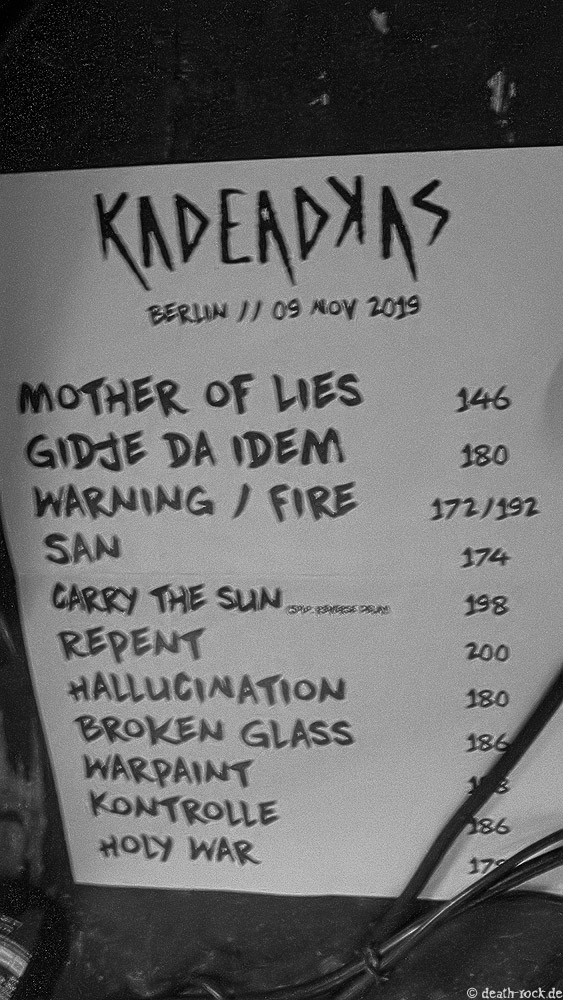 KADEADKAS
BERLIN // 09 NOV 2019
MOTHER OF LIES 146
GIDJE DA IDEM 180
WARNING / FIRE 172/192
SAN 174
CARRY THE SUN 198
REPENT 200
HALLUCINATION 180
BROKEN GLASS 186
WARPAINT
KONTROLLE 186
HOLY WAR
© death-rock.de